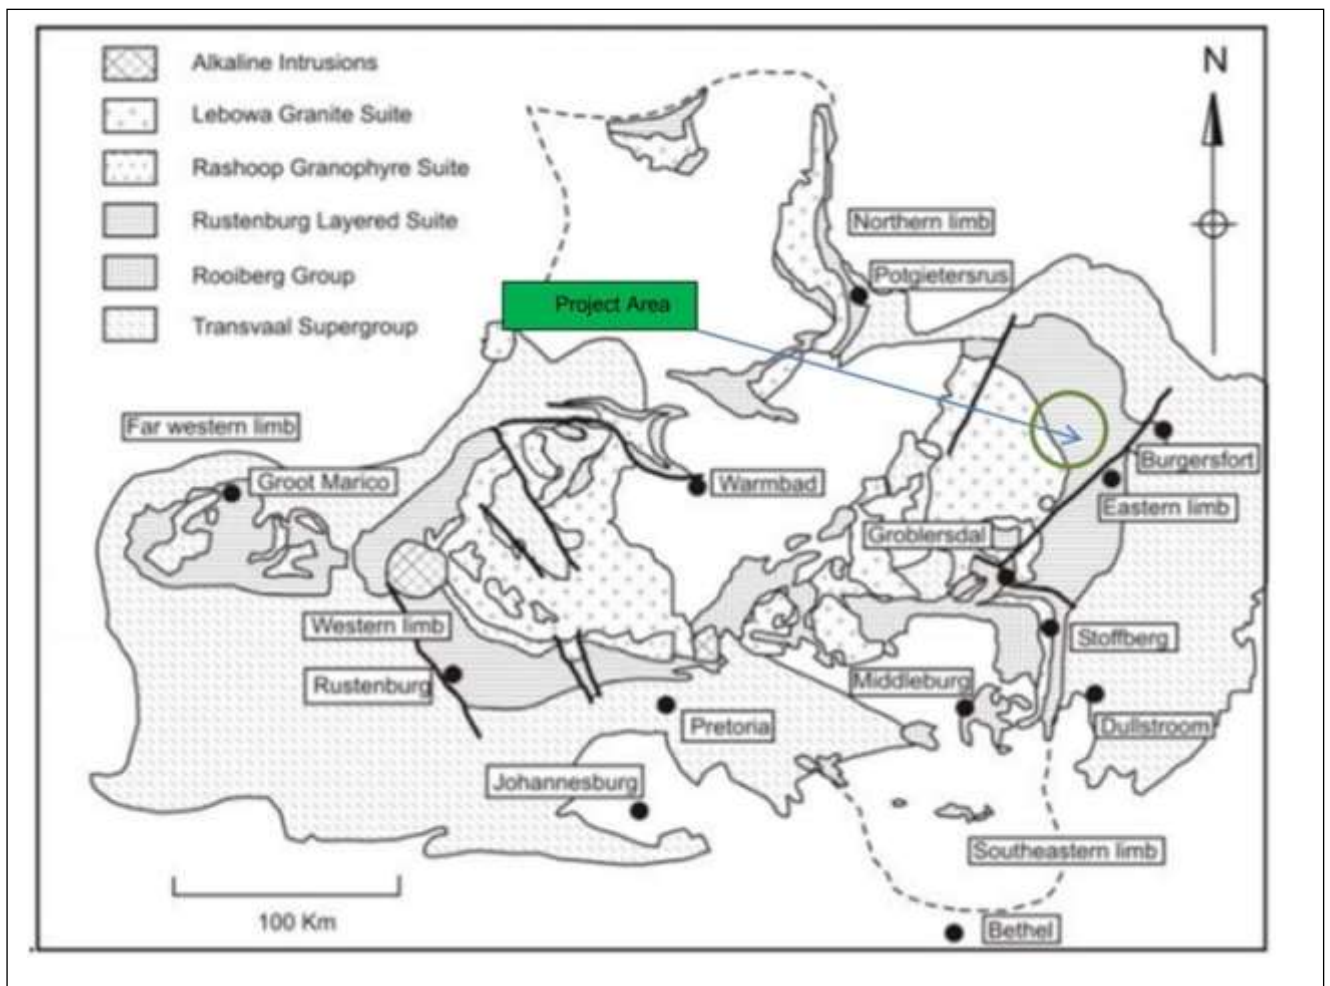 Alkaline Intrusions
Lebowa Granite Suite
Rashoop Granophyre Suite
Rustenburg Layered Suite
Rooiberg Group
Transvaal Supergroup
N
Northern limb
Potgietersrus
Project Area
Far western limb
Groot Marico
Warmbad
Burgersfort
Eastern limb
Groblersdal
Western limb
Stoffberg
Rustenburg
Middleburg
Pretoria
Dullstroom
Johannesburg
Southeastern limb
100 Km
Bethel